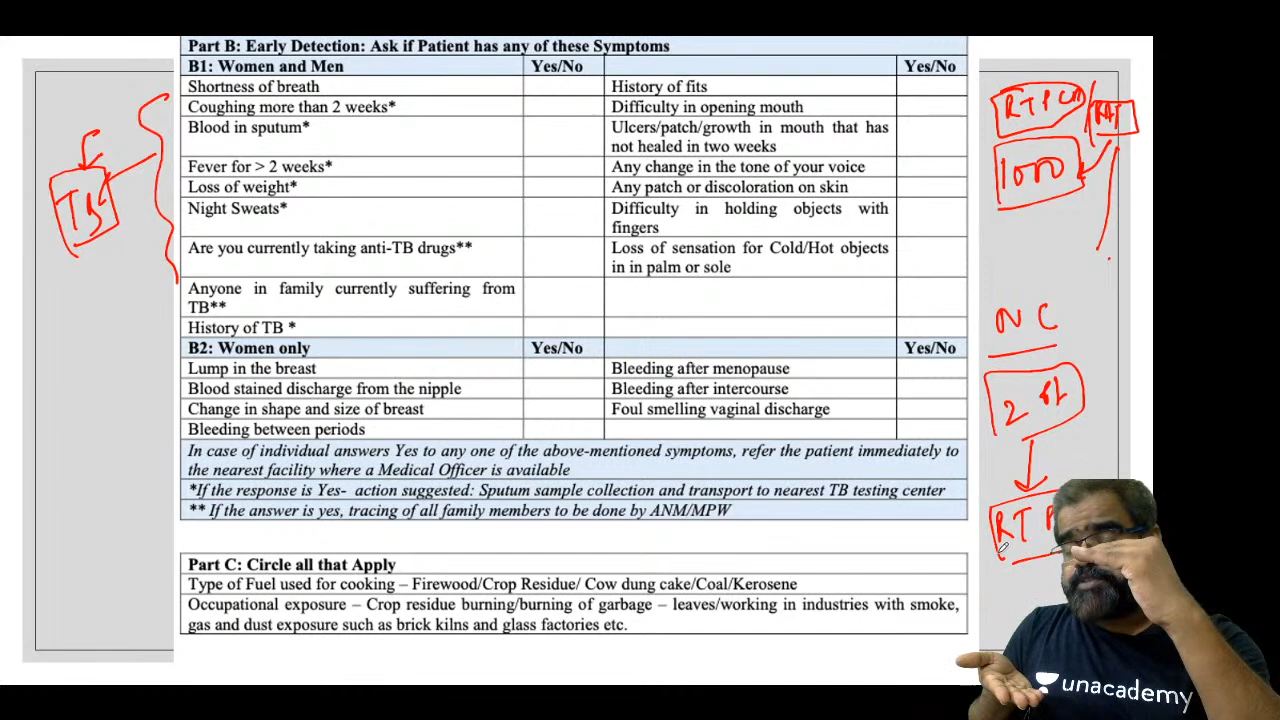 Part B: Early Detection: Ask if Patient has any of these Symptoms
B1: Women and Men Yes/No Yes/No
Shortness of breath History of fits
Coughing more than 2 weeks* Difficulty in opening mouth
Blood in sputum* Ulcers/patch/growth in mouth that has
not healed in two weeks
Fever for > 2 weeks* Any change in the tone of your voice
Loss of weight* Any patch or discoloration on skin
Night Sweats* Difficulty in holding objects with
fingers
Are you currently taking anti-TB drugs** Loss of sensation for Cold/Hot objects
in in palm or sole
Anyone in family currently suffering from
TB**
History of TB *
B2: Women only Yes/No Yes/No
Lump in the breast Bleeding after menopause
Blood stained discharge from the nipple Bleeding after intercourse
Change in shape and size of breast Foul smelling vaginal discharge
Bleeding between periods
In case of individual answers Yes to any one of the above-mentioned symptoms, refer the patient immediately to
the nearest facility where a Medical Officer is available
*If the response is Yes- action suggested: Sputum sample collection and transport to nearest TB testing center
** If the answer is yes, tracing of all family members to be done by ANM/MPW
Part C: Circle all that Apply
Type of Fuel used for cooking – Firewood/Crop Residue/ Cow dung cake/Coal/Kerosene
Occupational exposure – Crop residue burning/burning of garbage – leaves/working in industries with smoke,
gas and dust exposure such as brick kilns and glass factories etc.
TB
RAT
1000
NC
RT P
unacademy